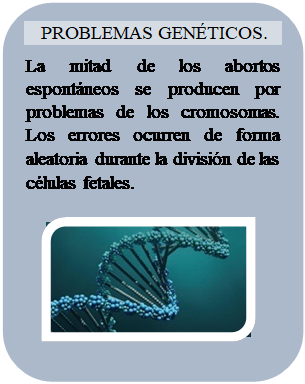 PROBLEMAS GENÉTICOS.
La mitad de los abortos
espontáneos se producen por
problemas de los cromosomas.
Los errores ocurren de forma
aleatoria durante la división de las
células fetales.